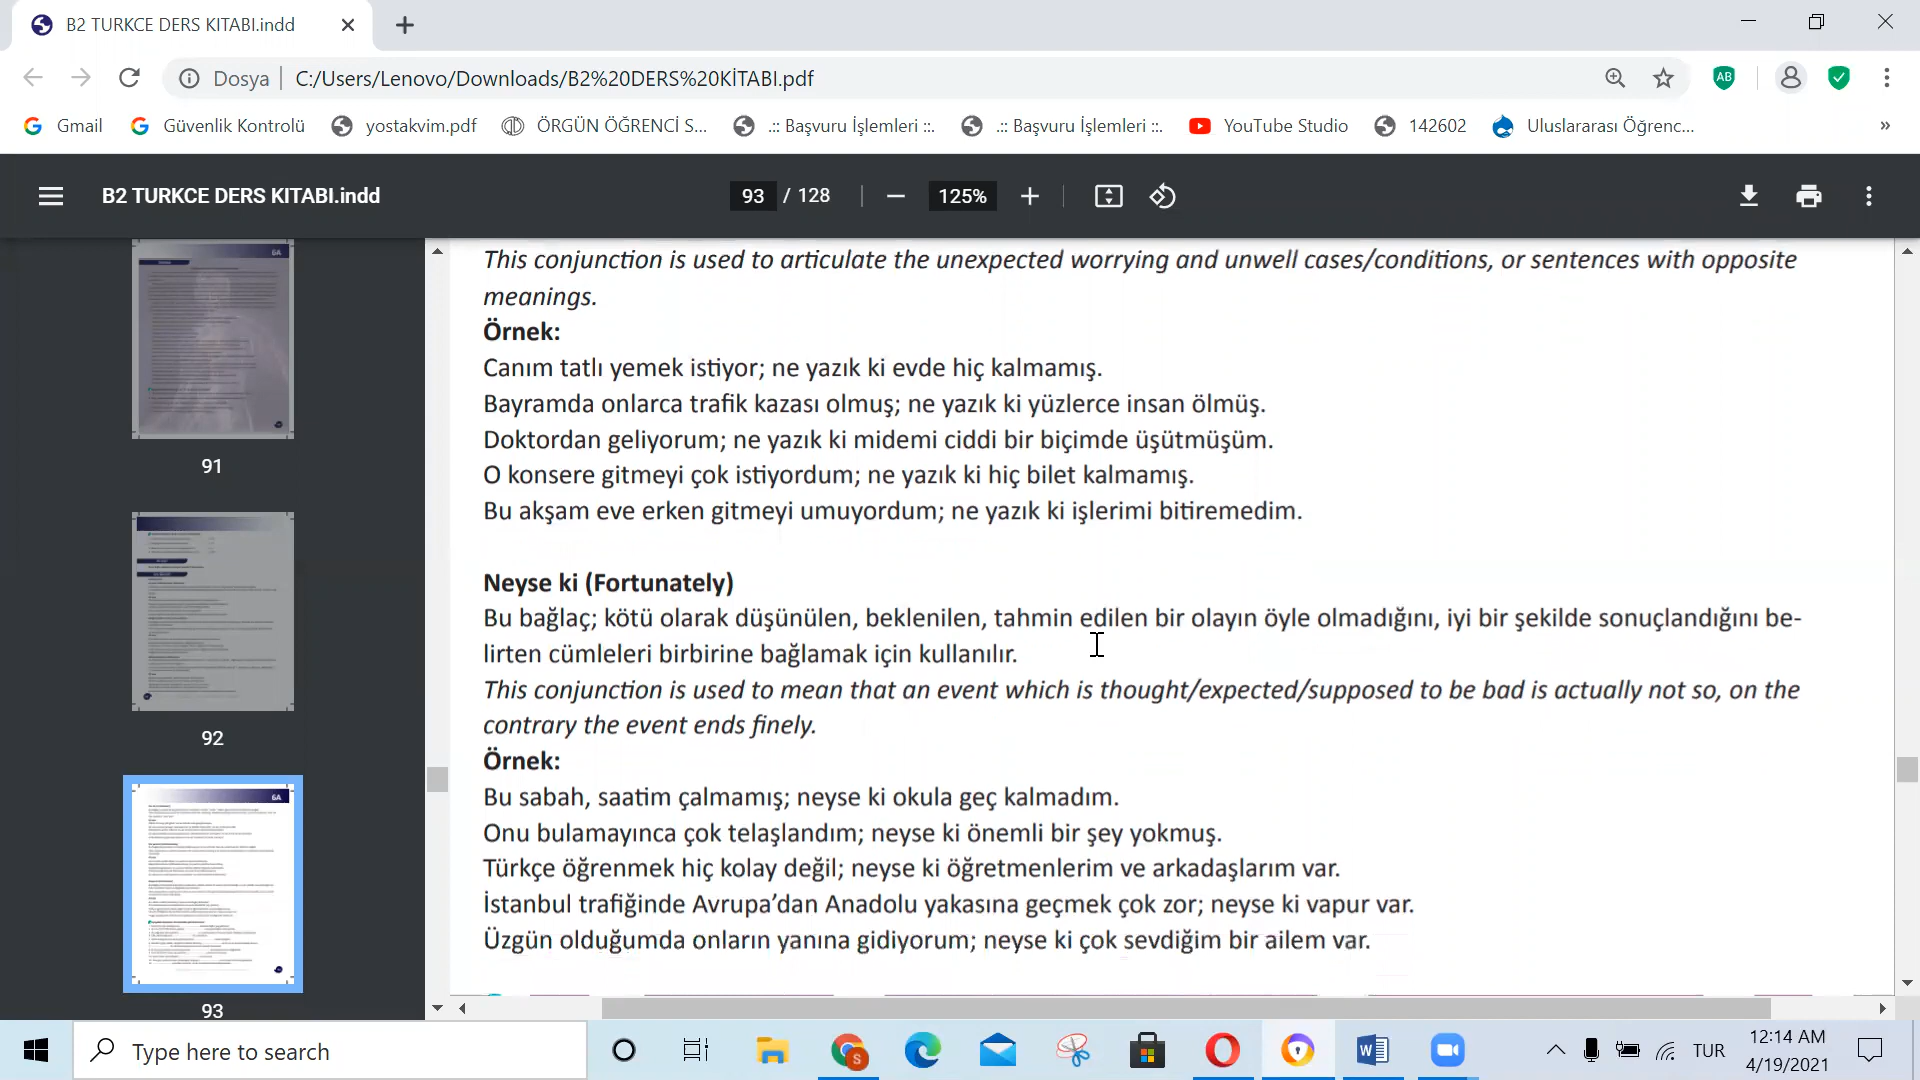 B2 TURKCE DERS KITABI.indd
Dosya
C:/Users/Lenovo/Downloads/B2%20DERS%20KİTABI.pdf
AB
Gmail
Güvenlik Kontrolü
yostakvim.pdf
ÖRGÜN ÖĞRENCİ S...
.:: Başvuru İşlemleri ::.
.:: Başvuru İşlemleri ::.
YouTube Studio
142602
Uluslararası Öğrenc...
»
B2 TURKCE DERS KITABI.indd
93 / 128
125%
6A
91
92
6A
93
This conjunction is used to articulate the unexpected worrying and unwell cases/conditions, or sentences with opposite
meanings.
Örnek:
Canım tatlı yemek istiyor; ne yazık ki evde hiç kalmamış.
Bayramda onlarca trafik kazası olmuş; ne yazık ki yüzlerce insan ölmüş.
Doktordan geliyorum; ne yazık ki midemi ciddi bir biçimde üşütmüşüm.
O konsere gitmeyi çok istiyordum; ne yazık ki hiç bilet kalmamış.
Bu akşam eve erken gitmeyi umuyordum; ne yazık ki işlerimi bitiremedim.
Neyse ki (Fortunately)
Bu bağlaç; kötü olarak düşünülen, beklenilen, tahmin edilen bir olayın öyle olmadığını, iyi bir şekilde sonuçlandığını be-
lirten cümleleri birbirine bağlamak için kullanılır.
This conjunction is used to mean that an event which is thought/expected/supposed to be bad is actually not so, on the
contrary the event ends finely.
Örnek:
Bu sabah, saatim çalmamış; neyse ki okula geç kalmadım.
Onu bulamayınca çok telaşlandım; neyse ki önemli bir şey yokmuş.
Türkçe öğrenmek hiç kolay değil; neyse ki öğretmenlerim ve arkadaşlarım var.
İstanbul trafiğinde Avrupa’dan Anadolu yakasına geçmek çok zor; neyse ki vapur var.
Üzgün olduğumda onların yanına gidiyorum; neyse ki çok sevdiğim bir ailem var.
Type here to search
S
TUR
12:14 AM
4/19/2021